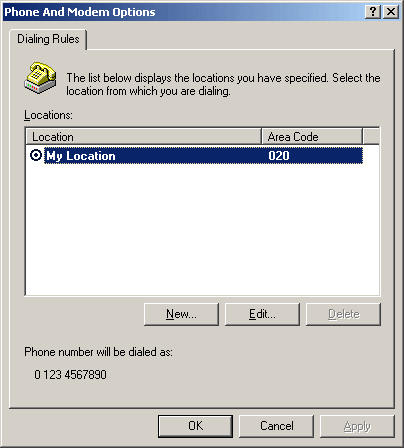 Phone And Modem Options
Dialing Rules
The list below displays the locations you have specified. Select the
location from which you are dialing.
Locations:
Location Area Code
My Location 020
New... Edit... Delete
Phone number will be dialed as:
0 123 4567890
OK Cancel Apply